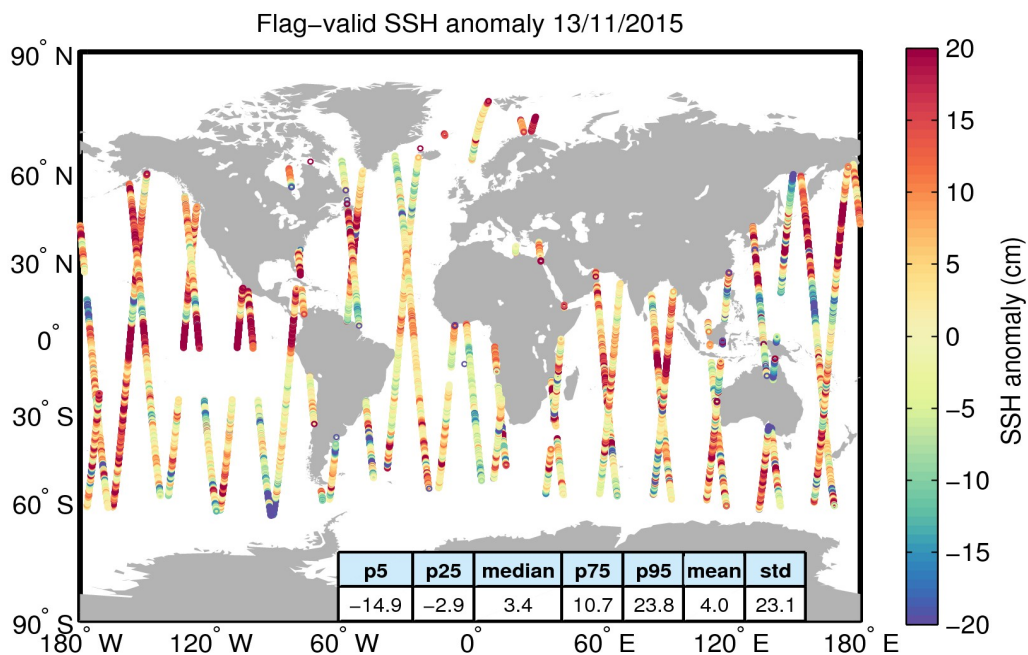 Flag−valid SSH anomaly 13/11/2015
90° N
60° N
30° N
0°
30° S
60° S
90° S
180° W
120° W
60° W
0°
60° E
120° E
180° E
p5 p25 median p75 p95 mean std
−14.9 −2.9 3.4 10.7 23.8 4.0 23.1
20
15
10
5
0
−5
−10
−15
−20
SSH anomaly (cm)